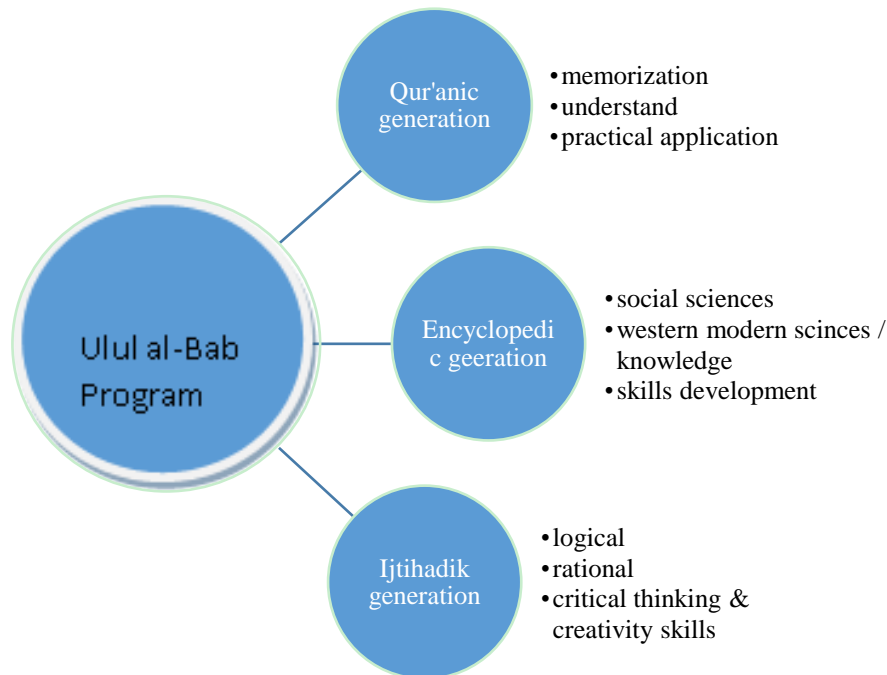 Qur'anic
generation
•memorization
•understand
•practical application
Ulul al-Bab
Program
Encyclopedi
c geeration
•social sciences
•western modern scinces /
knowledge
•skills development
Ijtihadik
generation
•logical
•rational
•critical thinking &
creativity skills